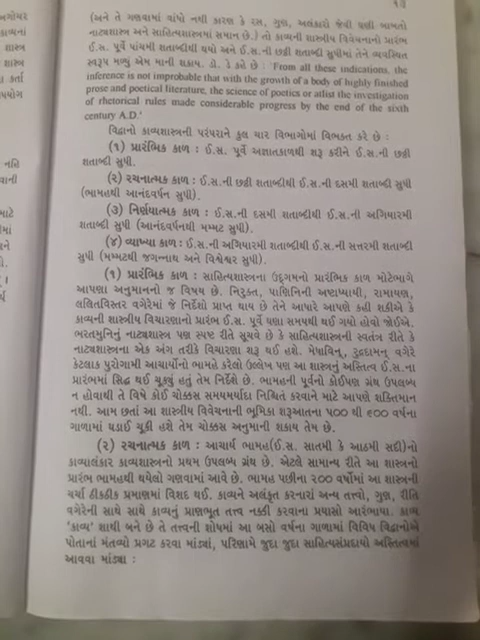 ૧૩
(અને તે ગણવામાં વાંધો નથી કારણ કે રસ, ગુણ, અલંકારો જેવી ઘણી બાબતો
નાટ્યશાસ્ત્ર અને સાહિત્યશાસ્ત્રમાં સમાન છે.) તો કાવ્યની શાસ્ત્રીય વિવેચનાનો પ્રારંભ
ઈ.સ. પૂર્વે પાંચમી શતાબ્દીથી થયો અને ઈ.સ.ની છઠ્ઠી શતાબ્દી સુધીમાં તેને વ્યવસ્થિત
સ્વરૂપ મળ્યું એમ માની શકાય. ડો. ડે કહે છે : 'From all these indications, the
inference is not improbable that with the growth of a body of highly finished
prose and poetical literature, the science of poetics or atlist the investigation
of rhetorical rules made considerable progress by the end of the sixth
century A.D.'
વિદ્વાનો કાવ્યશાસ્ત્રની પરંપરાને કુલ ચાર વિભાગોમાં વિભક્ત કરે છે :
(૧) પ્રારંભિક કાળ : ઈ.સ. પૂર્વે અજ્ઞાતકાળથી શરૂ કરીને ઈ.સ.ની છઠ્ઠી
શતાબ્દી સુધી.
(૨) રચનાત્મક કાળ : ઈ.સ.ની છઠ્ઠી શતાબ્દીથી ઈ.સ.ની દસમી શતાબ્દી સુધી
(ભામહથી આનંદવર્ધન સુધી).
(૩) નિર્ણયાત્મક કાળ : ઈ.સ.ની દસમી શતાબ્દીથી ઈ.સ.ની અગિયારમી
શતાબ્દી સુધી (આનંદવર્ધનથી મમ્મટ સુધી).
(૪) વ્યાખ્યા કાળ : ઈ.સ.ની અગિયારમી શતાબ્દીથી ઈ.સ.ની સત્તરમી શતાબ્દી
સુધી (મમ્મટથી જગન્નાથ અને વિશ્વેશ્વર સુધી).
(૧) પ્રારંભિક કાળ : સાહિત્યશાસ્ત્રના ઉદ્ગમનો પ્રારંભિક કાળ મોટેભાગે
આપણા અનુમાનનો જ વિષય છે. નિરુક્ત, પાણિનીની અષ્ટાધ્યાયી, રામાયણ,
લલિતવિસ્તર વગેરેમાં જે નિર્દેશો પ્રાપ્ત થાય છે તેને આધારે આપણે કહી શકીએ કે
કાવ્યની શાસ્ત્રીય વિચારણાનો પ્રારંભ ઈ.સ. પૂર્વે ઘણા સમયથી થઈ ગયો હોવો જોઈએ.
ભરતમુનિનું નાટ્યશાસ્ત્ર પણ સ્પષ્ટ રીતે સૂચવે છે કે સાહિત્યશાસ્ત્રની સ્વતંત્ર રીતે કે
નાટ્યશાસ્ત્રના એક અંગ તરીકે વિચારણા શરૂ થઈ હશે. મેધાવિન્, રુદ્રદામન્ વગેરે
કેટલાક પુરોગામી આચાર્યોનો ભામહે કરેલો ઉલ્લેખ પણ આ શાસ્ત્રનું અસ્તિત્વ ઈ.સ.ના
પ્રારંભમાં સિદ્ધ થઈ ચૂક્યું હતું તેમ નિર્દેશે છે. ભામહની પૂર્વનો કોઈપણ ગ્રંથ ઉપલબ્ધ
ન હોવાથી તે વિષે કોઈ ચોક્કસ સમયમર્યાદા નિશ્ચિત કરવાને માટે આપણે શક્તિમાન
નથી. આમ છતાં આ શાસ્ત્રીય વિવેચનાની ભૂમિકા શરૂઆતના ૫૦૦ થી ૬૦૦ વર્ષના
ગાળામાં ઘડાઈ ચૂકી હશે તેમ ચોક્કસ અનુમાની શકાય તેમ છે.
(૨) રચનાત્મક કાળ : આચાર્ય ભામહ(ઈ.સ. સાતમી કે આઠમી સદી)નો
કાવ્યાલંકાર કાવ્યશાસ્ત્રનો પ્રથમ ઉપલબ્ધ ગ્રંથ છે. એટલે સામાન્ય રીતે આ શાસ્ત્રનો
પ્રારંભ ભામહથી થયેલો ગણવામાં આવે છે. ભામહ પછીના ૨૦૦ વર્ષોમાં આ શાસ્ત્રની
ચર્ચા ઠીકઠીક પ્રમાણમાં વિશદ થઈ. કાવ્યને અલંકૃત કરનારાં અન્ય તત્ત્વો, ગુણ, રીતિ
વગેરેની સાથે સાથે કાવ્યનું પ્રાણભૂત તત્ત્વ નક્કી કરવાના પ્રયાસો આરંભાયા. કાવ્ય
'કાવ્ય' શાથી બને છે તે તત્ત્વની શોધમાં આ બસો વર્ષના ગાળામાં વિવિધ વિદ્વાનોએ
પોતાનાં મંતવ્યો પ્રગટ કરવા માંડ્યાં, પરિણામે જુદા જુદા સાહિત્યસંપ્રદાયો અસ્તિત્વમાં
આવવા માંડ્યા :